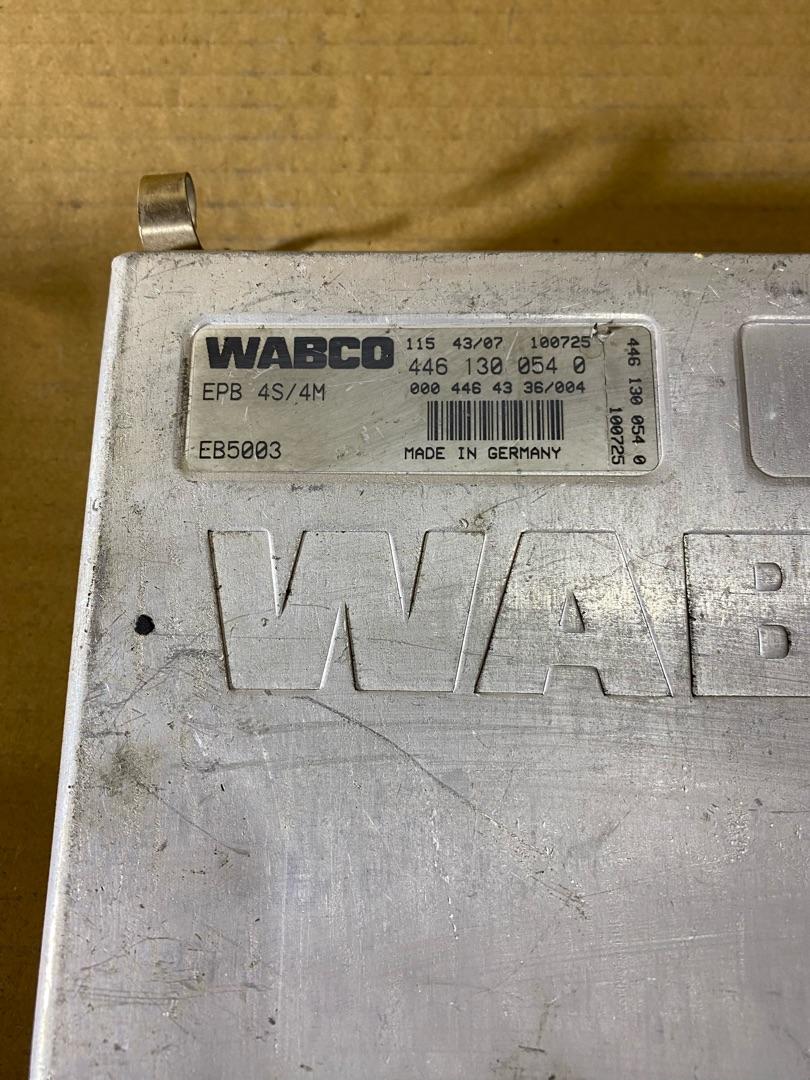 WABCO
115 43/07 100725
446 130 054 0
EPB 4S/4M
000 446 43 36/004
EB5003
MADE IN GERMANY
446 130 054 0
100725
WAB